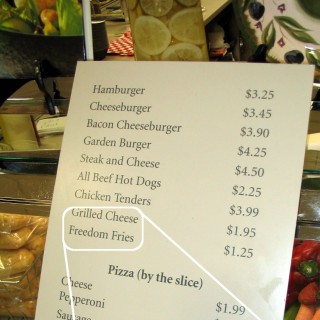 Hamburger $3.25
Cheeseburger $3.45
Bacon Cheeseburger $3.90
Garden Burger $4.25
Steak and Cheese $4.50
All Beef Hot Dogs $2.25
Chicken Tenders $3.99
Grilled Cheese $1.95
Freedom Fries $1.25
Pizza (by the slice)
Cheese $1.99
Pepperoni
Sausage